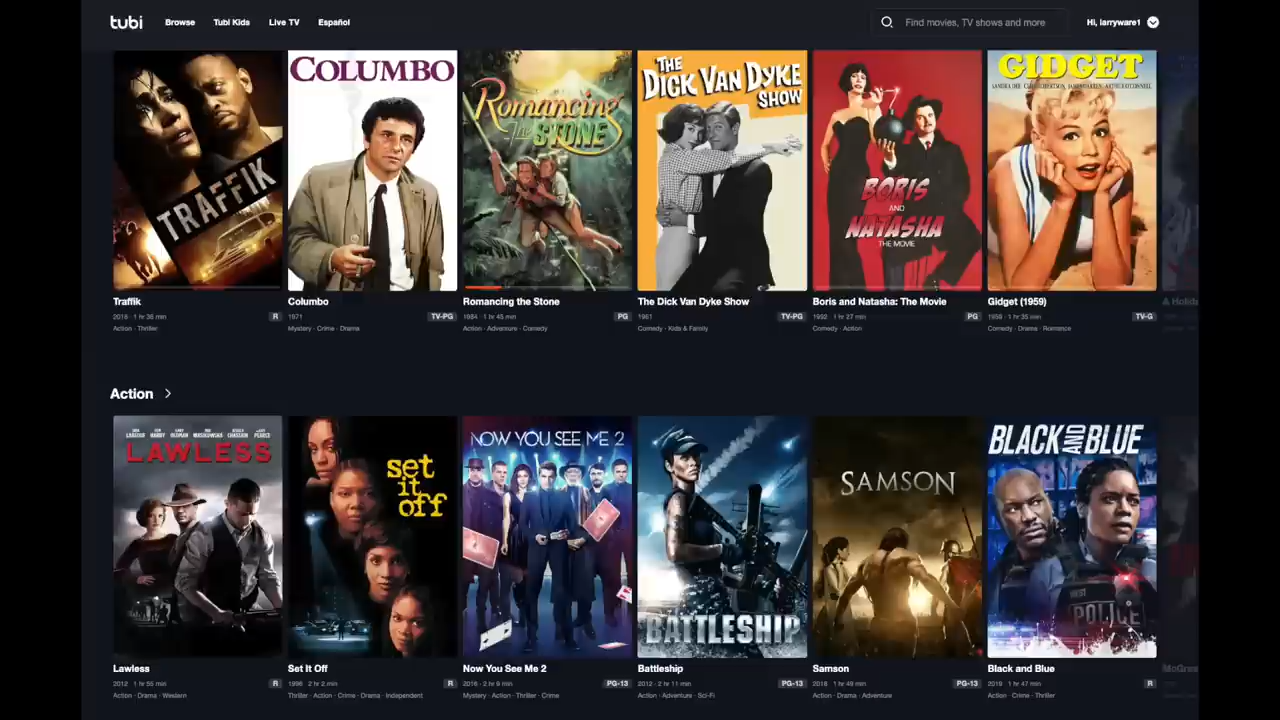 tubi Browse Tubi Kids Live TV Español Find movies, TV shows and more Hi, larryware1
TRAFFIK
COLUMBO
Romancing
The STONE
THE
DICK VAN DYKE
SHOW
BORIS
AND
NATASHA
THE MOVIE
GIDGET
Traffik
2018 · 1 hr 36 min R
Action · Thriller
Columbo
1971 TV-PG
Mystery · Crime · Drama
Romancing the Stone
1984 · 1 hr 45 min PG
Action · Adventure · Comedy
The Dick Van Dyke Show
1961 TV-PG
Comedy · Kids & Family
Boris and Natasha: The Movie
1992 · 1 hr 27 min PG
Comedy · Action
Gidget (1959)
1959 · 1 hr 35 min TV-G
Comedy · Drama · Romance
Action >
LAWLESS
set
it
off
NOW YOU SEE ME 2
BATTLESHIP
SAMSON
BLACK AND BLUE
POLICE
Lawless
2012 · 1 hr 55 min R
Action · Drama · Western
Set It Off
1996 · 2 hr 2 min R
Thriller · Action · Crime · Drama · Independent
Now You See Me 2
2016 · 2 hr 9 min PG-13
Mystery · Action · Thriller · Crime
Battleship
2012 · 2 hr 11 min PG-13
Action · Adventure · Sci-Fi
Samson
2018 · 1 hr 49 min PG-13
Action · Drama · Adventure
Black and Blue
2019 · 1 hr 47 min R
Action · Crime · Thriller